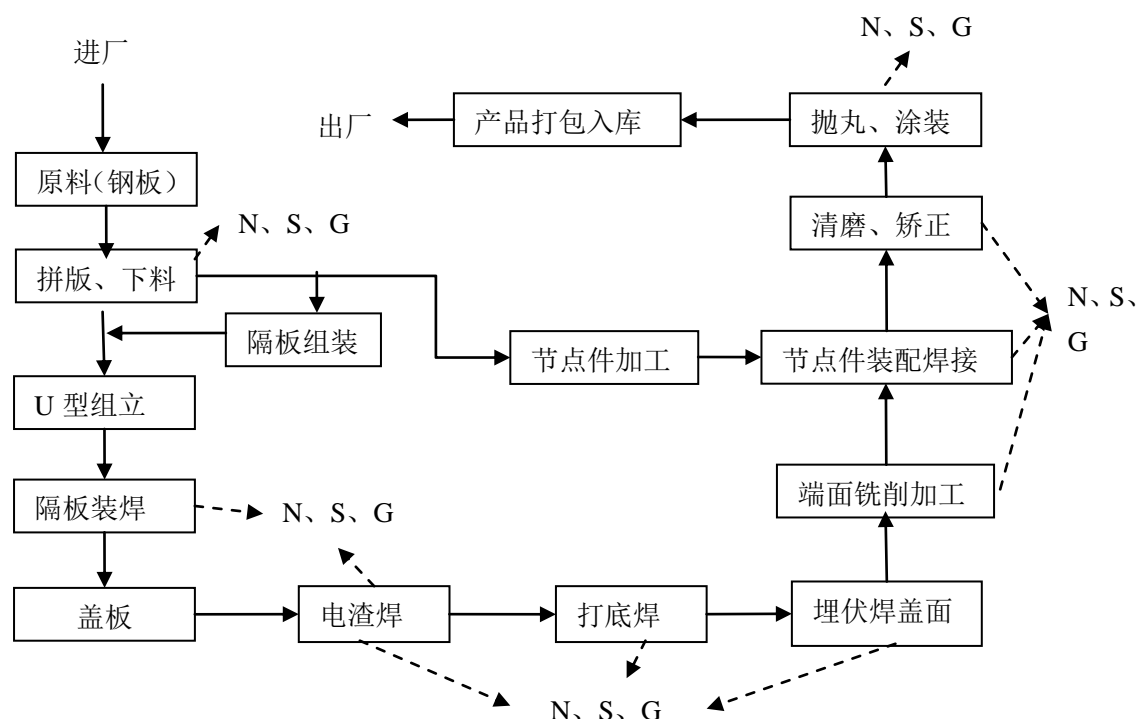 N、S、G
进厂
出厂
产品打包入库
抛丸、涂装
原料(钢板）
N、S、G
清磨、矫正
拼版、下料
N、S、
G
隔板组装
节点件加工
节点件装配焊接
U 型组立
端面铣削加工
隔板装焊
N、S、G
盖板
电渣焊
打底焊
埋伏焊盖面
N、S、G